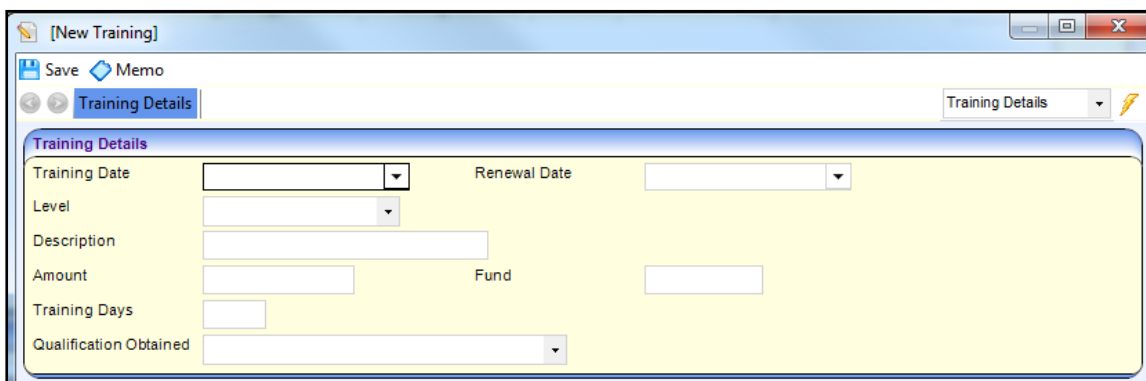 [New Training]
Save Memo
Training Details Training Details
Training Details
Training Date Renewal Date
Level
Description
Amount Fund
Training Days
Qualification Obtained